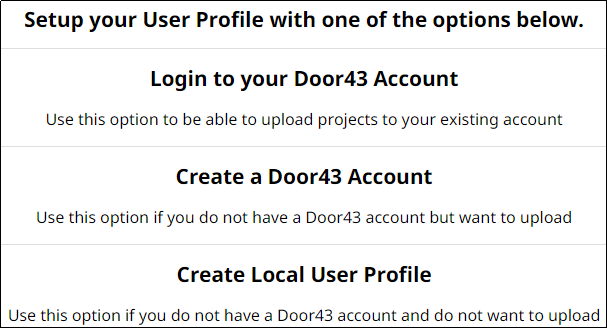 Setup your User Profile with one of the options below.
Login to your Door43 Account
Use this option to be able to upload projects to your existing account
Create a Door43 Account
Use this option if you do not have a Door43 account but want to upload
Create Local User Profile
Use this option if you do not have a Door43 account and do not want to upload